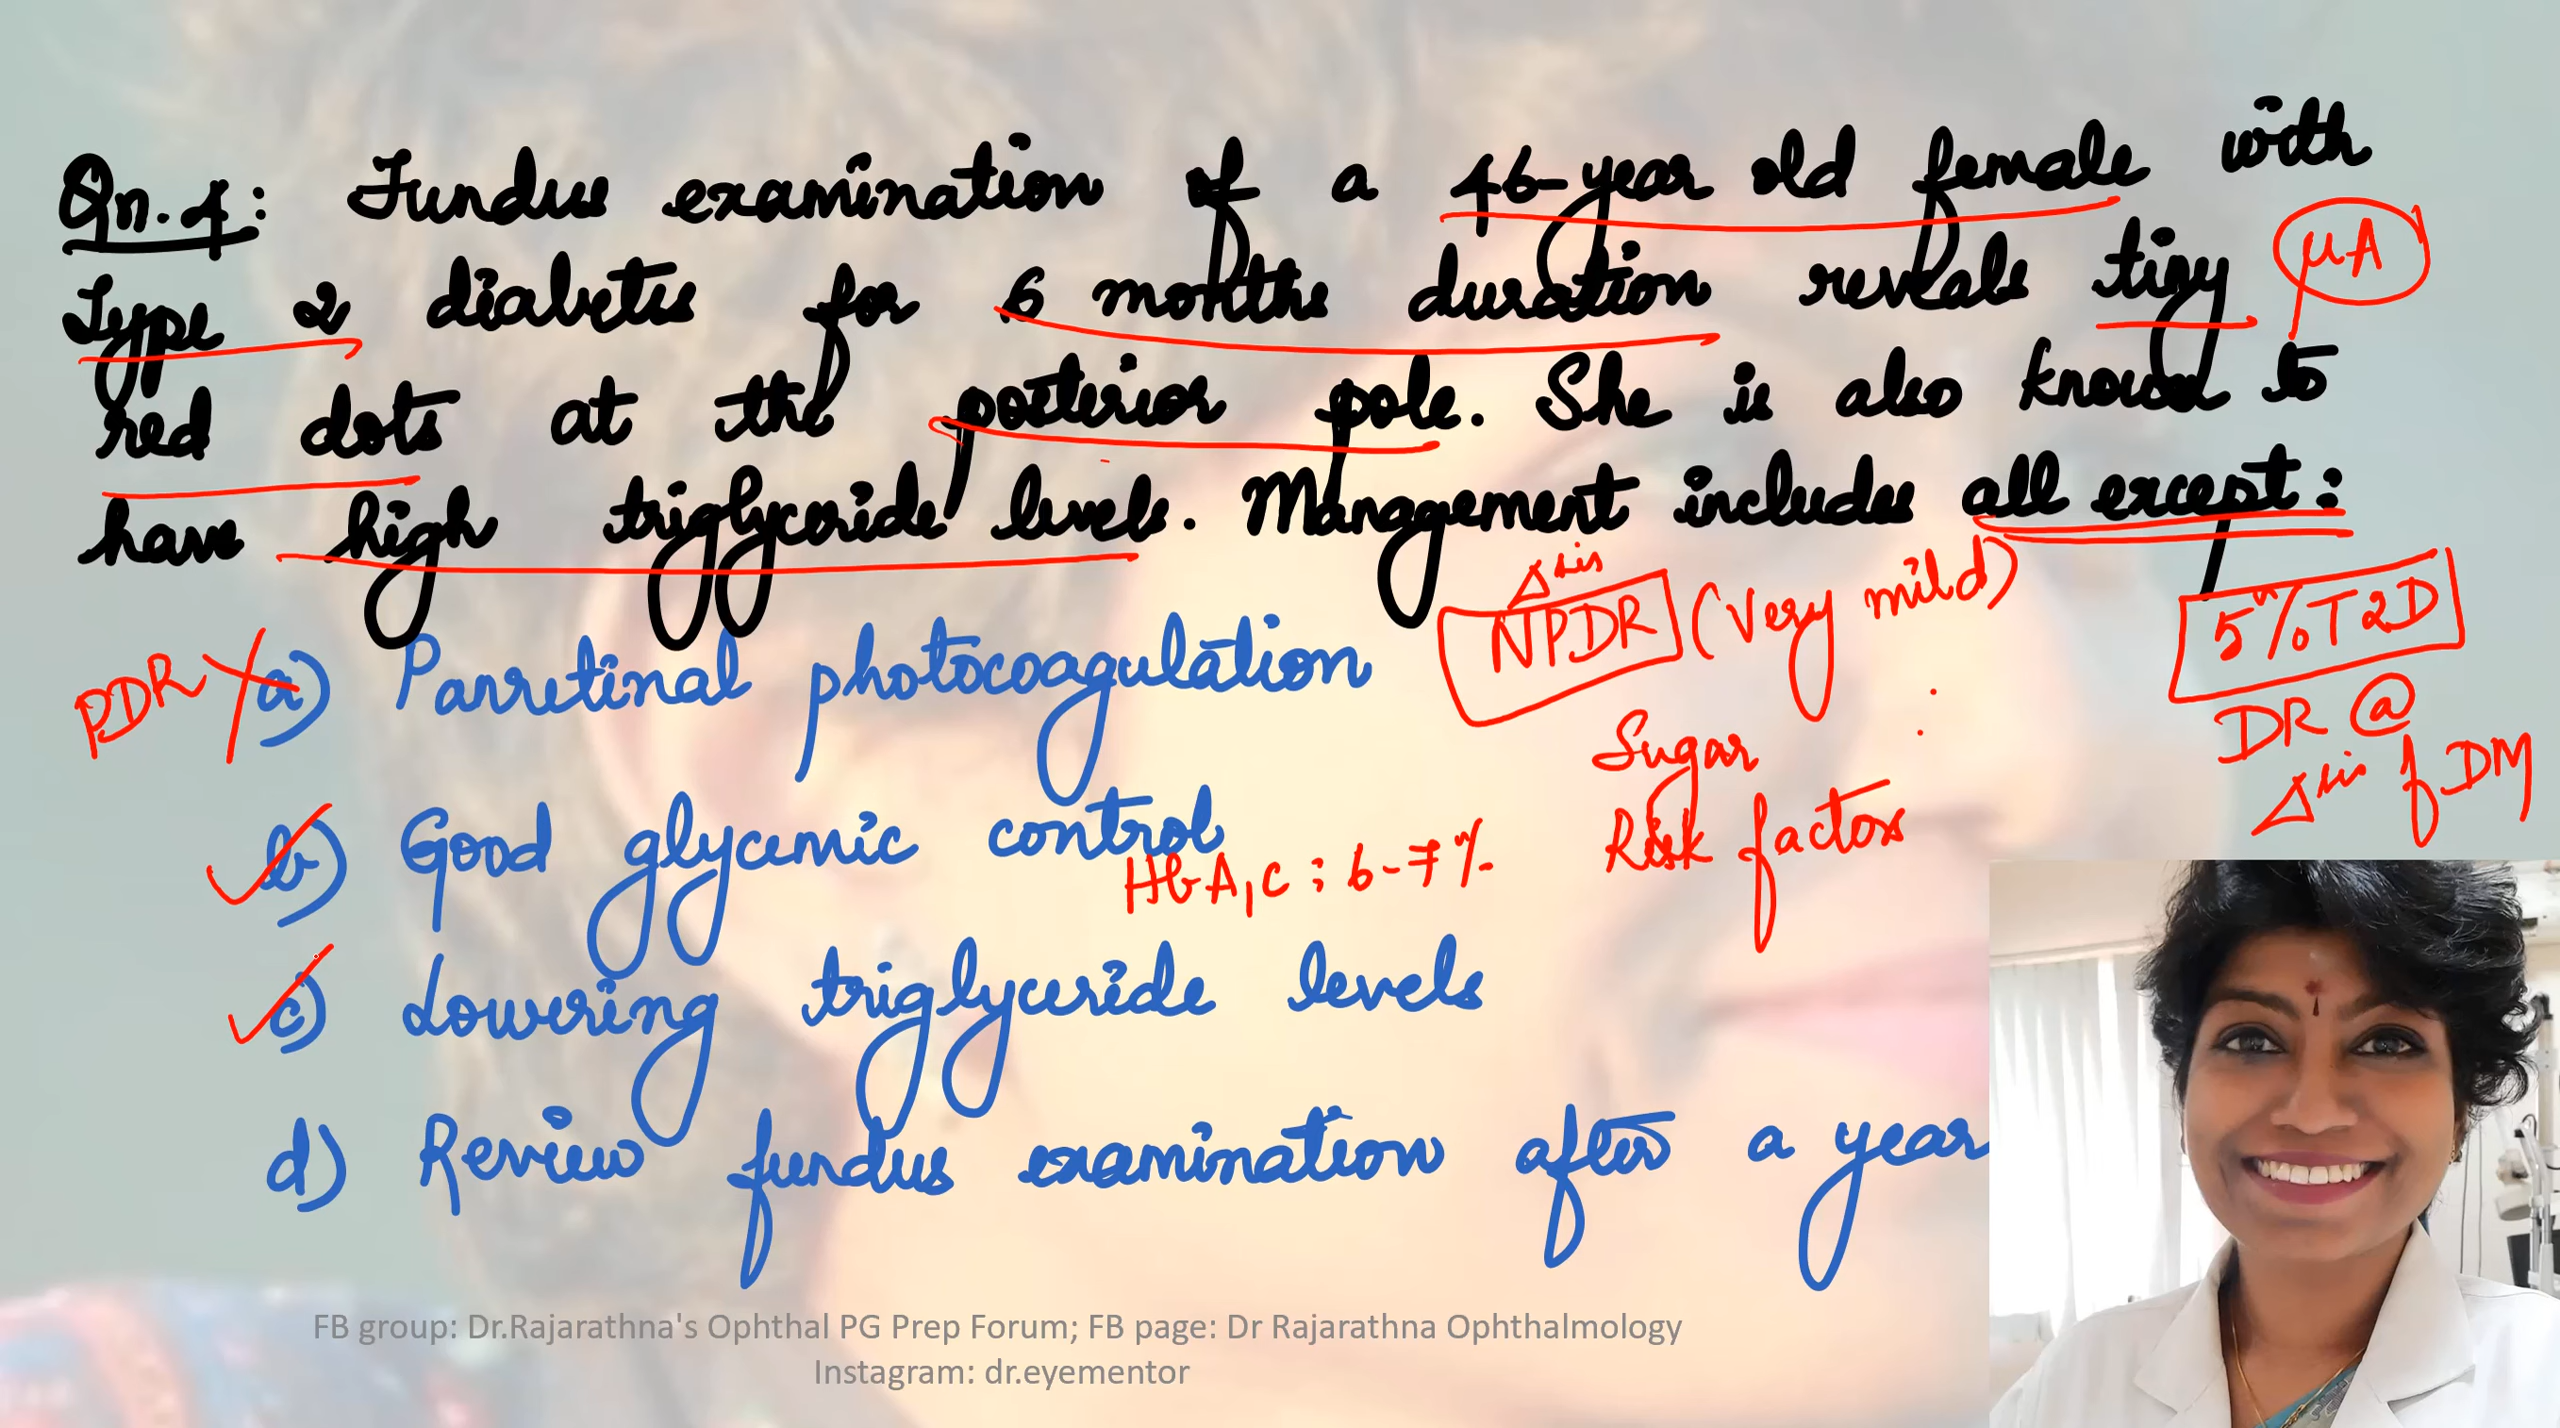 Qn.4: Fundus examination of a 46-year old female with
Type 2 diabetes for 6 months duration reveals tiny
μA
red dots at the posterior pole. She is also known to
have high triglyceride levels. Management includes all except:
Δsis
NPDR (Very mild)
5% T2D
DR @
Δsis of DM
PDR
a) Panretinal photocoagulation
Sugar
Risk factors
b) Good glycemic control
HbA1c : 6-7%
c) Lowering triglyceride levels
d) Review fundus examination after a year
FB group: Dr.Rajarathna's Ophthal PG Prep Forum; FB page: Dr Rajarathna Ophthalmology
Instagram: dr.eyementor